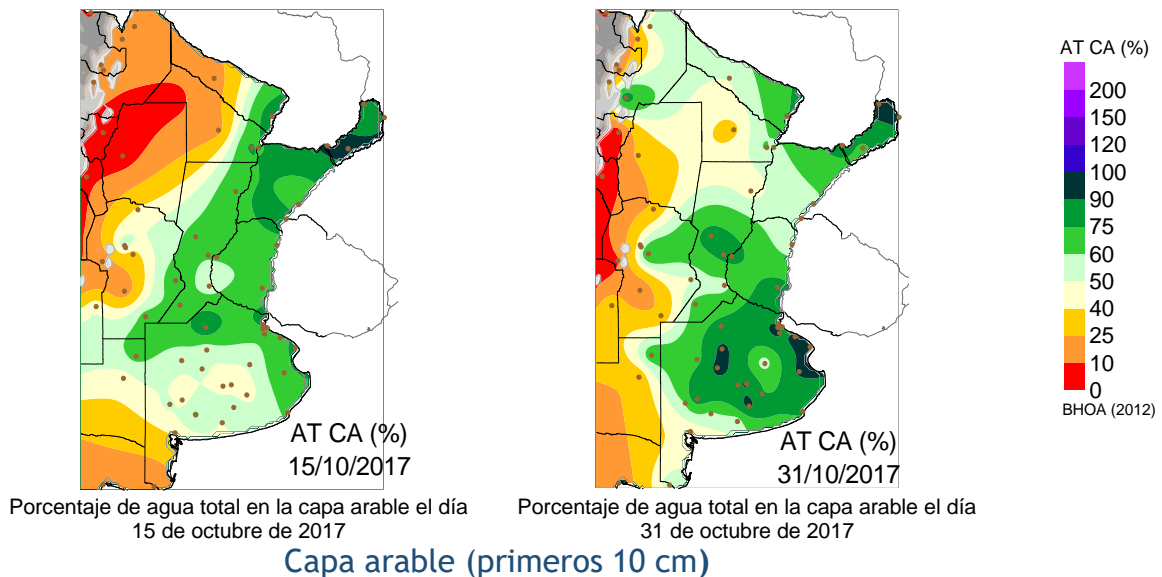 AT CA (%)
15/10/2017
Porcentaje de agua total en la capa arable el día
15 de octubre de 2017
AT CA (%)
31/10/2017
Porcentaje de agua total en la capa arable el día
31 de octubre de 2017
AT CA (%)
200
150
120
100
90
75
60
50
40
25
10
0
BHOA (2012)
Capa arable (primeros 10 cm)